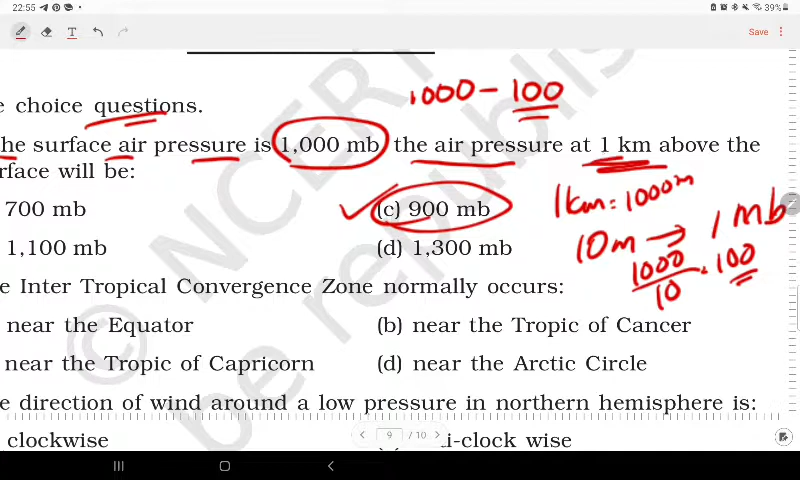 22:55
39%
T
Save
1000 - 100
e choice questions.
he surface air pressure is 1,000 mb, the air pressure at 1 km above the
rface will be:
1km = 1000m
700 mb
(c) 900 mb
10m → 1 mb
1,100 mb
(d) 1,300 mb
1000/10 = 100
e Inter Tropical Convergence Zone normally occurs:
near the Equator
(b) near the Tropic of Cancer
near the Tropic of Capricorn
(d) near the Arctic Circle
e direction of wind around a low pressure in northern hemisphere is:
clockwise
i-clock wise
9 / 10
© NCERT
be republis